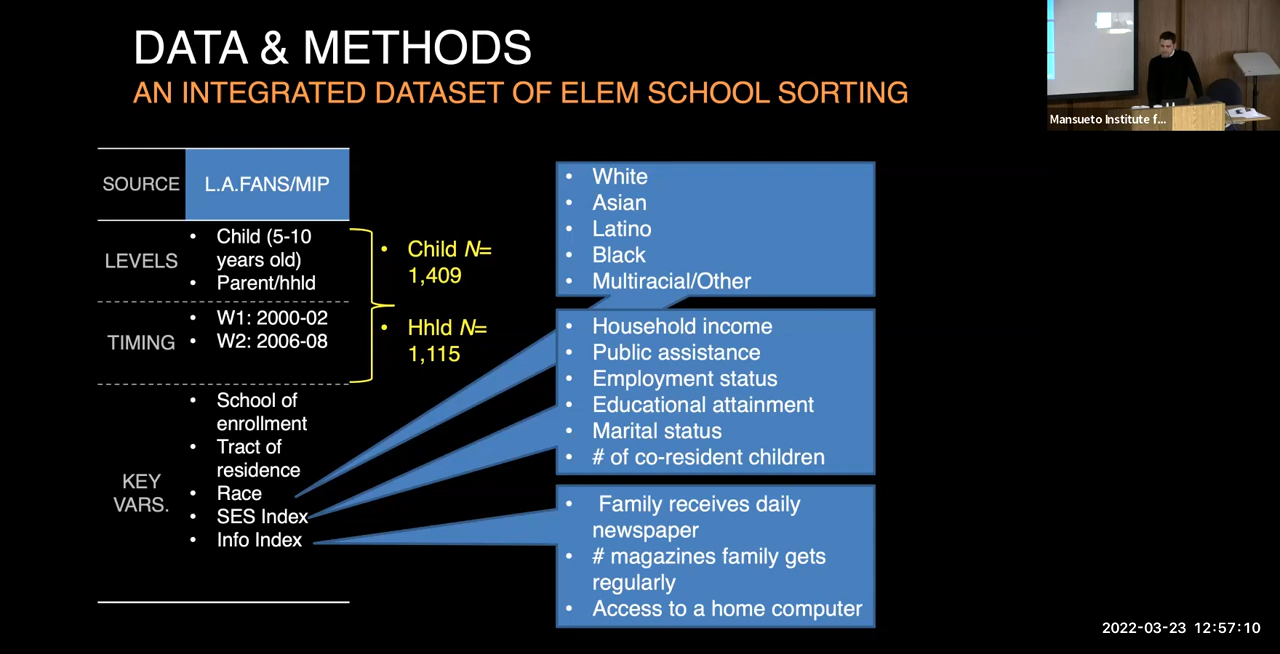 DATA & METHODS
AN INTEGRATED DATASET OF ELEM SCHOOL SORTING
Mansueto Institute f...
SOURCE
L.A.FANS/MIP
LEVELS
• Child (5-10
years old)
• Parent/hhld
TIMING
• W1: 2000-02
• W2: 2006-08
• Child N=
1,409
• Hhld N=
1,115
KEY
VARS.
• School of
enrollment
• Tract of
residence
• Race
• SES Index
• Info Index
• White
• Asian
• Latino
• Black
• Multiracial/Other
• Household income
• Public assistance
• Employment status
• Educational attainment
• Marital status
• # of co-resident children
• Family receives daily
newspaper
• # magazines family gets
regularly
• Access to a home computer
2022-03-23 12:57:10